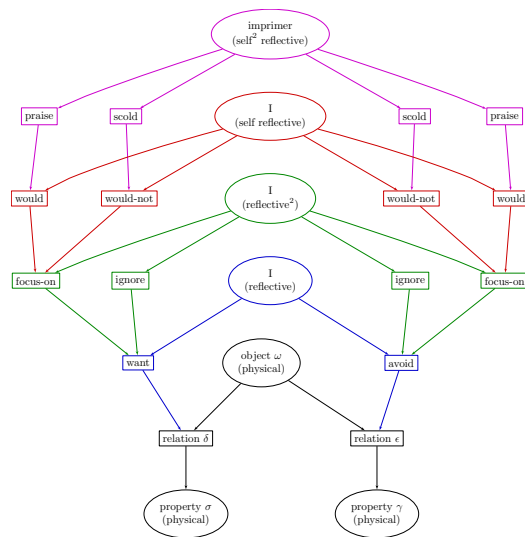 imprimer
(self² reflective)
praise
scold
scold
praise
I
(self reflective)
would
would-not
would-not
would
I
(reflective²)
focus-on
ignore
ignore
focus-on
I
(reflective)
want
avoid
object ω
(physical)
relation δ
relation ϵ
property σ
(physical)
property γ
(physical)